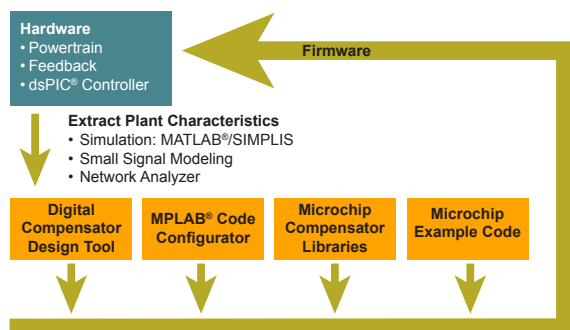 Hardware
• Powertrain
• Feedback
• dsPIC® Controller
Firmware
Extract Plant Characteristics
• Simulation: MATLAB®/SIMPLIS
• Small Signal Modeling
• Network Analyzer
Digital
Compensator
Design Tool
MPLAB® Code
Configurator
Microchip
Compensator
Libraries
Microchip
Example Code